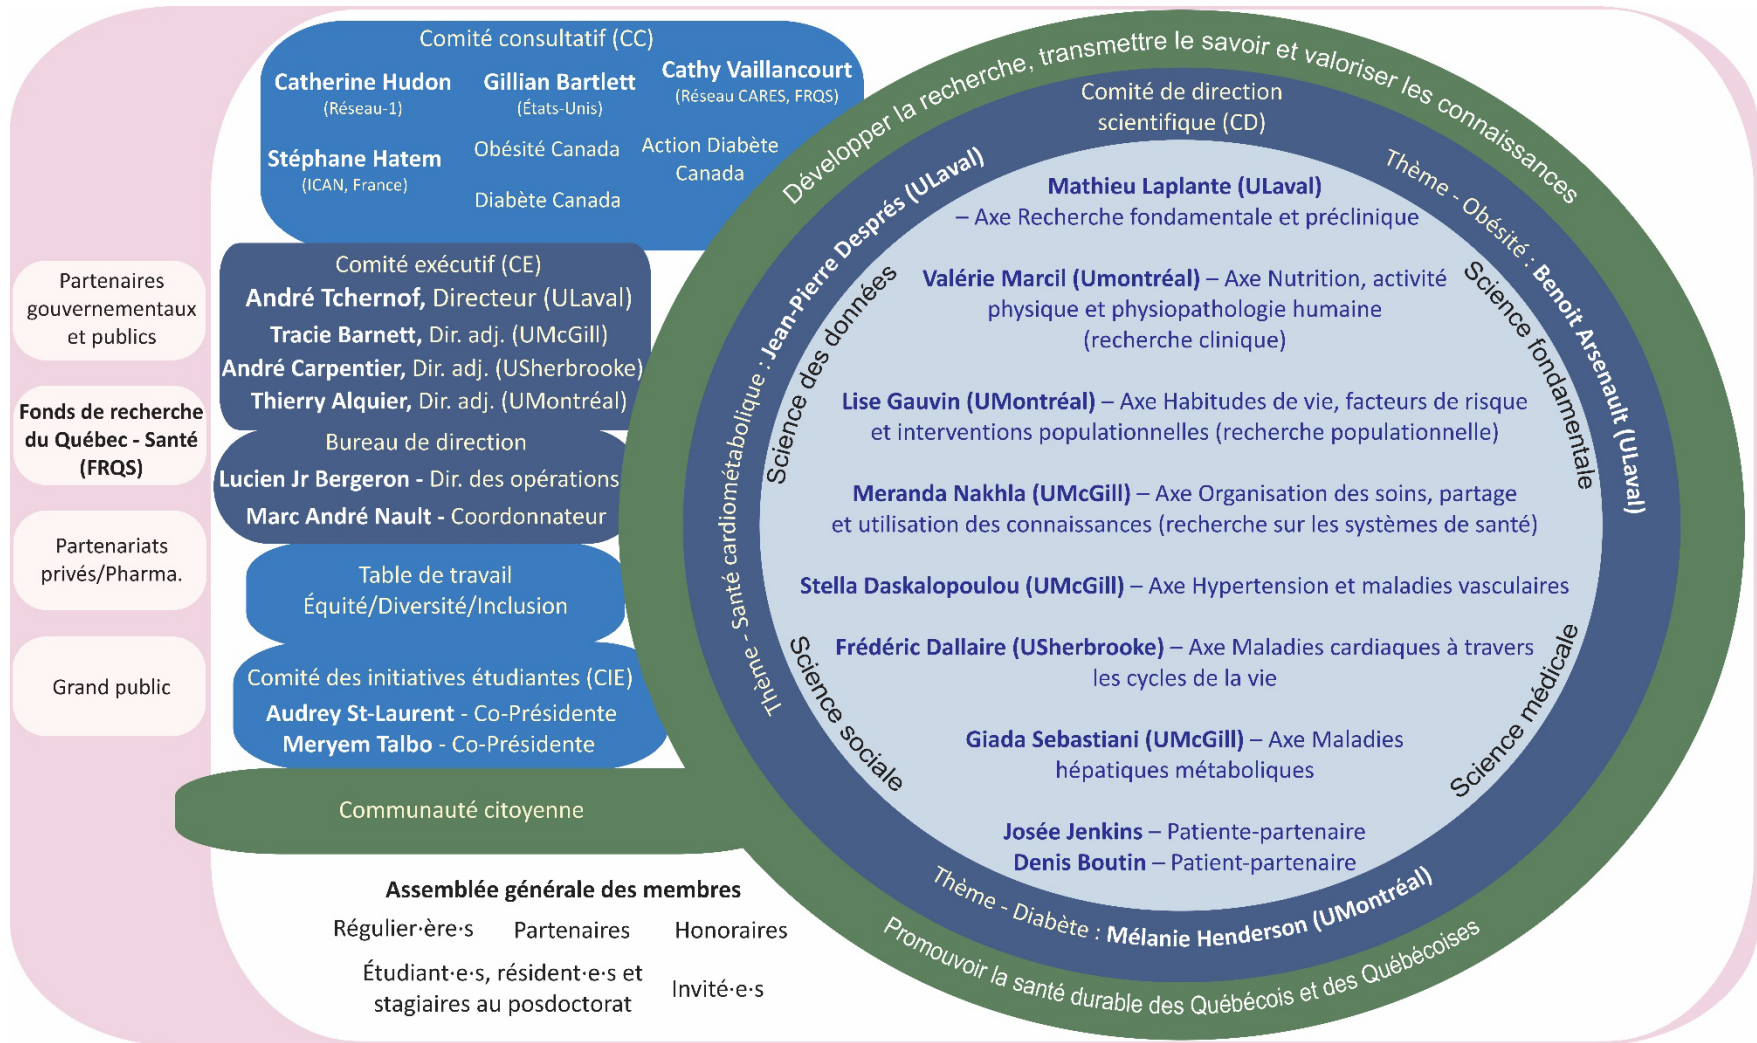 Comité consultatif (CC)
Catherine Hudon
(Réseau-1)
Gillian Bartlett
(États-Unis)
Cathy Vaillancourt
(Réseau CARES, FRQS)
Stéphane Hatem
(ICAN, France)
Obésité Canada
Diabète Canada
Action Diabète
Canada
Comité exécutif (CE)
André Tchernof, Directeur (ULaval)
Tracie Barnett, Dir. adj. (UMcGill)
André Carpentier, Dir. adj. (USherbrooke)
Thierry Alquier, Dir. adj. (UMontréal)
Bureau de direction
Lucien Jr Bergeron - Dir. des opérations
Marc André Nault - Coordonnateur
Table de travail
Équité/Diversité/Inclusion
Comité des initiatives étudiantes (CIE)
Audrey St-Laurent - Co-Présidente
Meryem Talbo - Co-Présidente
Communauté citoyenne
Assemblée générale des membres
Régulier·ère·s
Partenaires
Honoraires
Étudiant·e·s, résident·e·s et
stagiaires au posdoctorat
Invité·e·s
Partenaires
gouvernementaux
et publics
Fonds de recherche
du Québec - Santé
(FRQS)
Partenariats
privés/Pharma.
Grand public
Développer la recherche, transmettre le savoir et valoriser les connaissances
Comité de direction
scientifique (CD)
Thème - Santé cardiométabolique : Jean-Pierre Després (ULaval)
Thème - Obésité : Benoit Arsenault (ULaval)
Science des données
Science fondamentale
Mathieu Laplante (ULaval)
– Axe Recherche fondamentale et préclinique
Valérie Marcil (Umontréal) – Axe Nutrition, activité
physique et physiopathologie humaine
(recherche clinique)
Lise Gauvin (UMontréal) – Axe Habitudes de vie, facteurs de risque
et interventions populationnelles (recherche populationnelle)
Meranda Nakhla (UMcGill) – Axe Organisation des soins, partage
et utilisation des connaissances (recherche sur les systèmes de santé)
Stella Daskalopoulou (UMcGill) – Axe Hypertension et maladies vasculaires
Frédéric Dallaire (USherbrooke) – Axe Maladies cardiaques à travers
les cycles de la vie
Giada Sebastiani (UMcGill) – Axe Maladies
hépatiques métaboliques
Josée Jenkins – Patiente-partenaire
Denis Boutin – Patient-partenaire
Science sociale
Science médicale
Thème - Diabète : Mélanie Henderson (UMontréal)
Promouvoir la santé durable des Québécois et des Québécoises